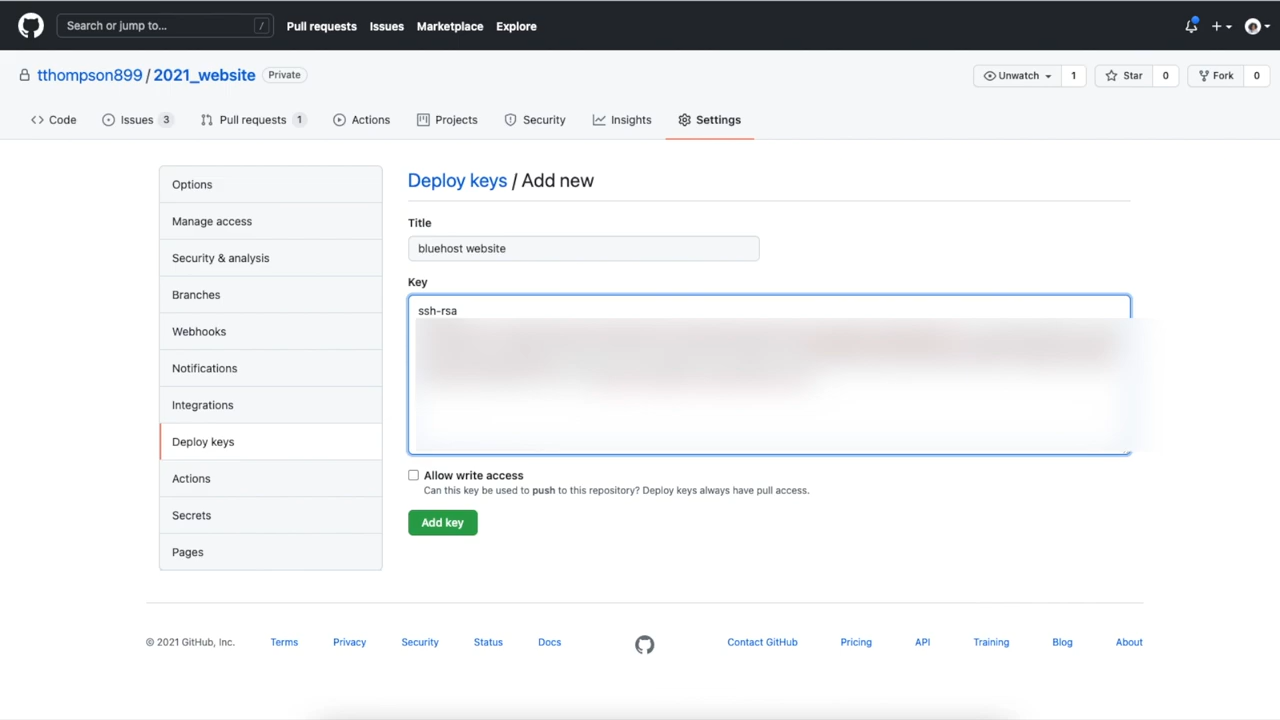 Search or jump to... /
Pull requests Issues Marketplace Explore
tthompson899 / 2021_website Private
Unwatch 1 Star 0 Fork 0
Code Issues 3 Pull requests 1 Actions Projects Security Insights Settings
Options
Manage access
Security & analysis
Branches
Webhooks
Notifications
Integrations
Deploy keys
Actions
Secrets
Pages
Deploy keys / Add new
Title
bluehost website
Key
ssh-rsa
Allow write access
Can this key be used to push to this repository? Deploy keys always have pull access.
Add key
© 2021 GitHub, Inc. Terms Privacy Security Status Docs Contact GitHub Pricing API Training Blog About